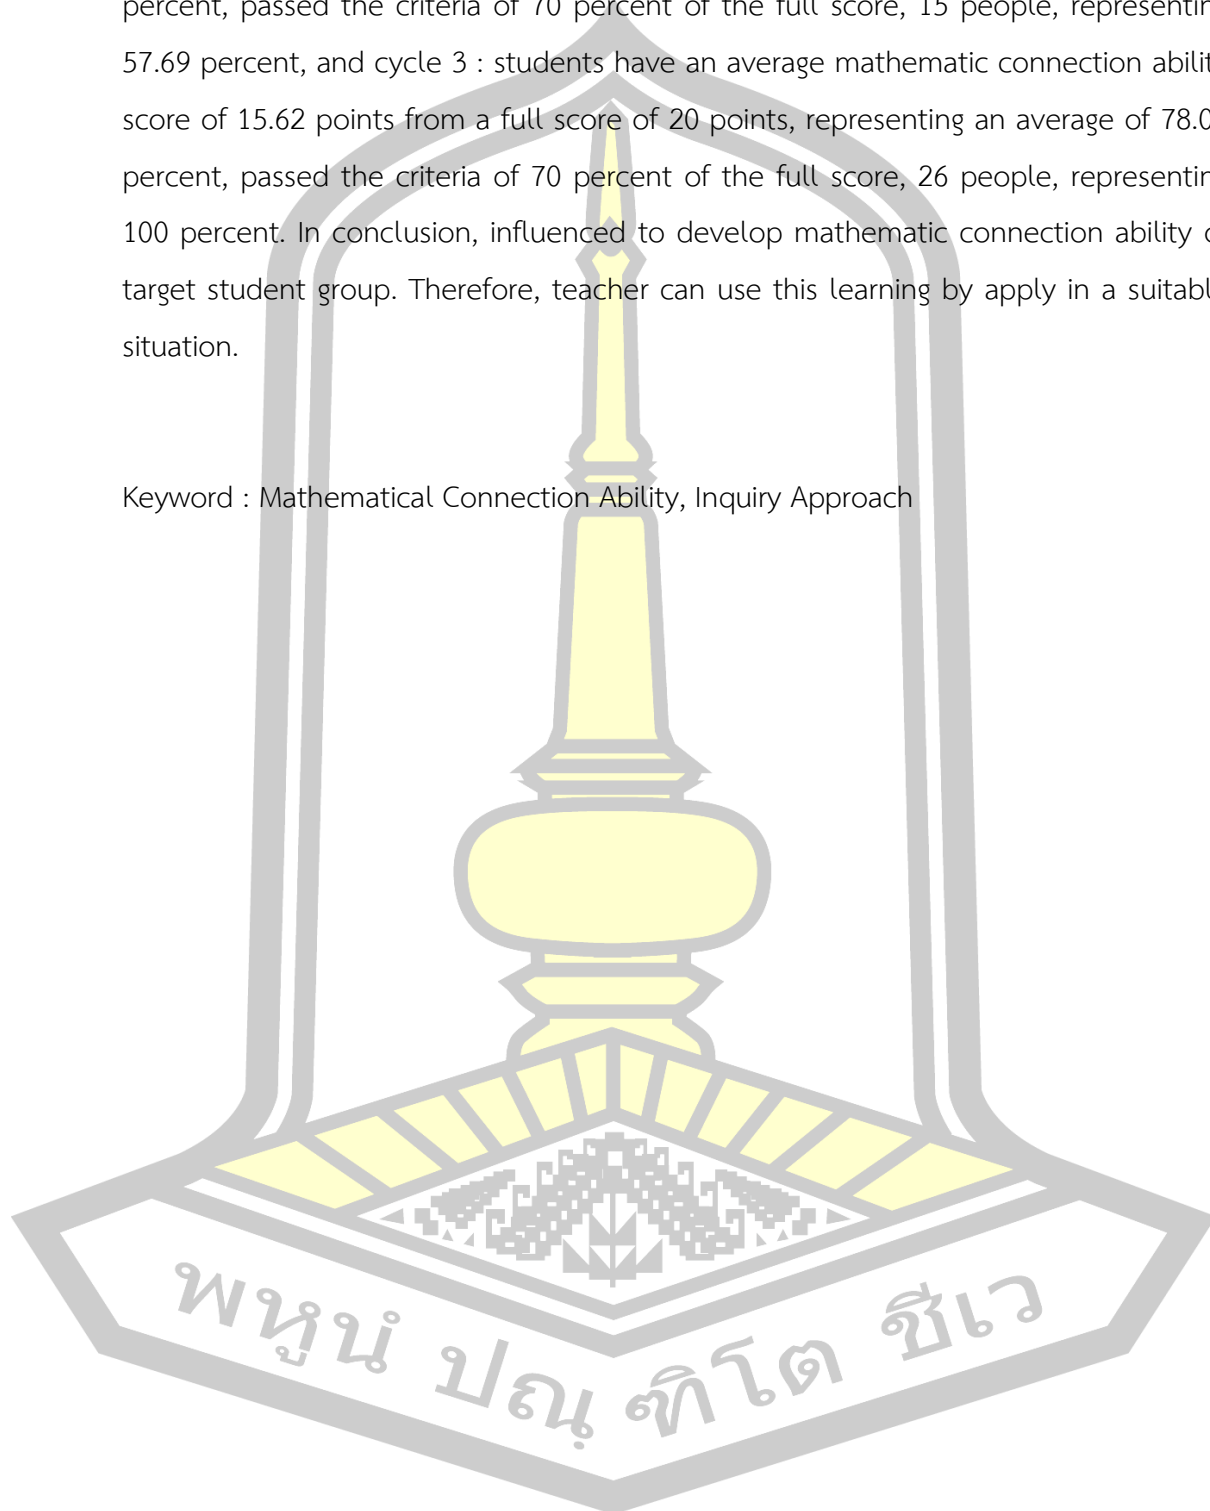 percent, passed the criteria of 70 percent of the full score, 15 people, representin
57.69 percent, and cycle 3 : students have an average mathematic connection abilit
score of 15.62 points from a full score of 20 points, representing an average of 78.0
percent, passed the criteria of 70 percent of the full score, 26 people, representin
100 percent. In conclusion, influenced to develop mathematic connection ability o
target student group. Therefore, teacher can use this learning by apply in a suitabl
situation.
Keyword : Mathematical Connection Ability, Inquiry Approach
พหูนํ ปณฺฑิโต ชีเว